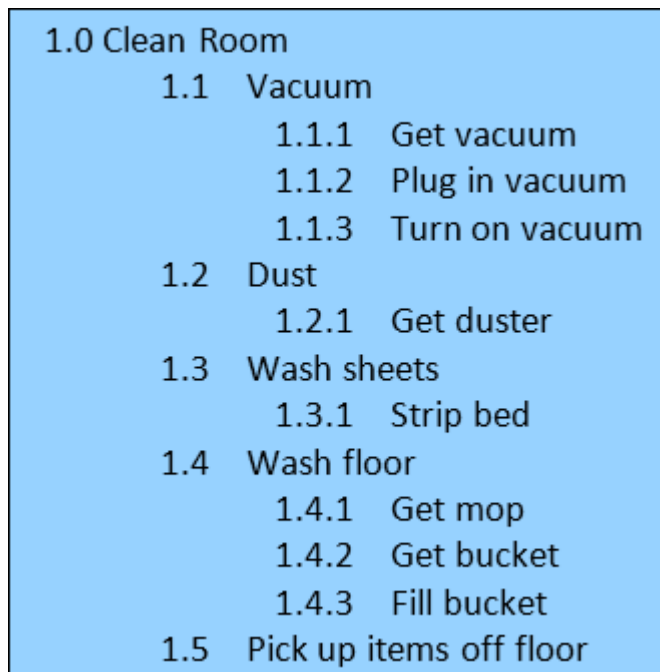 1.0 Clean Room
1.1 Vacuum
1.1.1 Get vacuum
1.1.2 Plug in vacuum
1.1.3 Turn on vacuum
1.2 Dust
1.2.1 Get duster
1.3 Wash sheets
1.3.1 Strip bed
1.4 Wash floor
1.4.1 Get mop
1.4.2 Get bucket
1.4.3 Fill bucket
1.5 Pick up items off floor